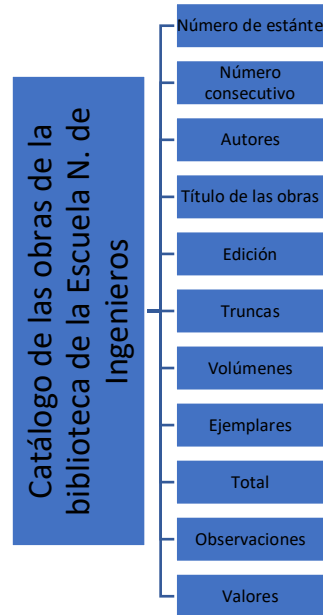 Catálogo de las obras de la
biblioteca de la Escuela N. de
Ingenieros
Número de estánte
Número
consecutivo
Autores
Título de las obras
Edición
Truncas
Volúmenes
Ejemplares
Total
Observaciones
Valores